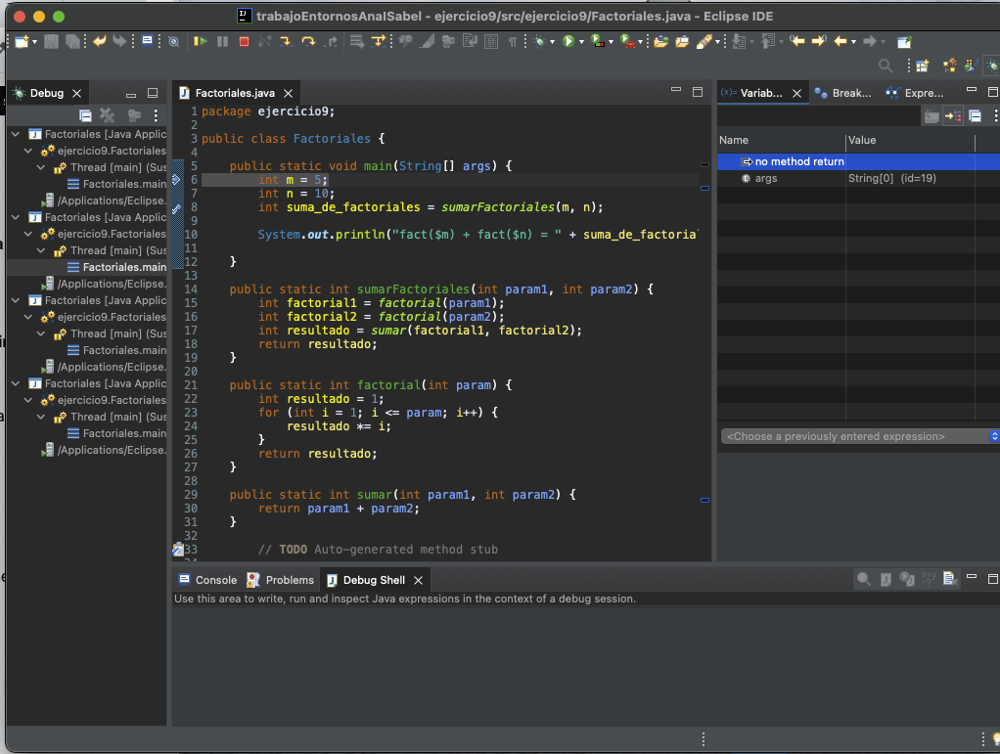 trabajoEntornosAnaISabel - ejercicio9/src/ejercicio9/Factoriales.java - Eclipse IDE
Debug
Factoriales [Java Applic
ejercicio9.Factoriales
Thread [main] (Sus
Factoriales.main
/Applications/Eclipse.
Factoriales [Java Applic
ejercicio9.Factoriales
Thread [main] (Sus
Factoriales.main
/Applications/Eclipse.
Factoriales [Java Applic
ejercicio9.Factoriales
Thread [main] (Sus
Factoriales.main
/Applications/Eclipse.
Factoriales [Java Applic
ejercicio9.Factoriales
Thread [main] (Sus
Factoriales.main
/Applications/Eclipse.
Factoriales.java
1 package ejercicio9;
2
3 public class Factoriales {
4
5 public static void main(String[] args) {
6 int m = 5;
7 int n = 10;
8 int suma_de_factoriales = sumarFactoriales(m, n);
9
10 System.out.println("fact($m) + fact($n) = " + suma_de_factoria
11
12 }
13
14 public static int sumarFactoriales(int param1, int param2) {
15 int factorial1 = factorial(param1);
16 int factorial2 = factorial(param2);
17 int resultado = sumar(factorial1, factorial2);
18 return resultado;
19 }
20
21 public static int factorial(int param) {
22 int resultado = 1;
23 for (int i = 1; i <= param; i++) {
24 resultado *= i;
25 }
26 return resultado;
27 }
28
29 public static int sumar(int param1, int param2) {
30 return param1 + param2;
31 }
32
33 // TODO Auto-generated method stub
(x)= Variab... Break... Expre...
Name Value
no method return
args String[0] (id=19)
<Choose a previously entered expression>
Console Problems Debug Shell
Use this area to write, run and inspect Java expressions in the context of a debug session.